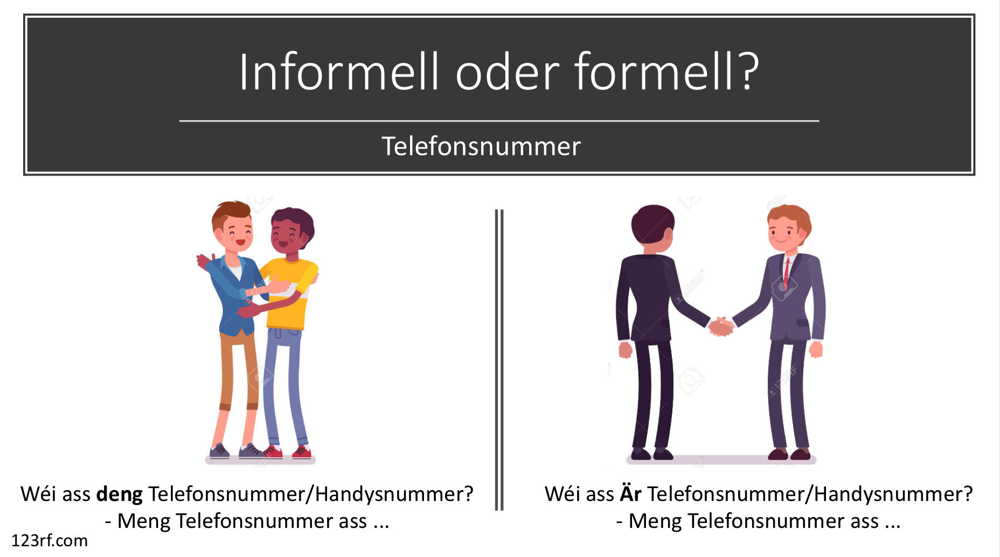 Informell oder formell?
Telefonsnummer
Wéi ass deng Telefonsnummer/Handysnummer?
- Meng Telefonsnummer ass ...
Wéi ass Är Telefonsnummer/Handysnummer?
- Meng Telefonsnummer ass ...
123rf.com